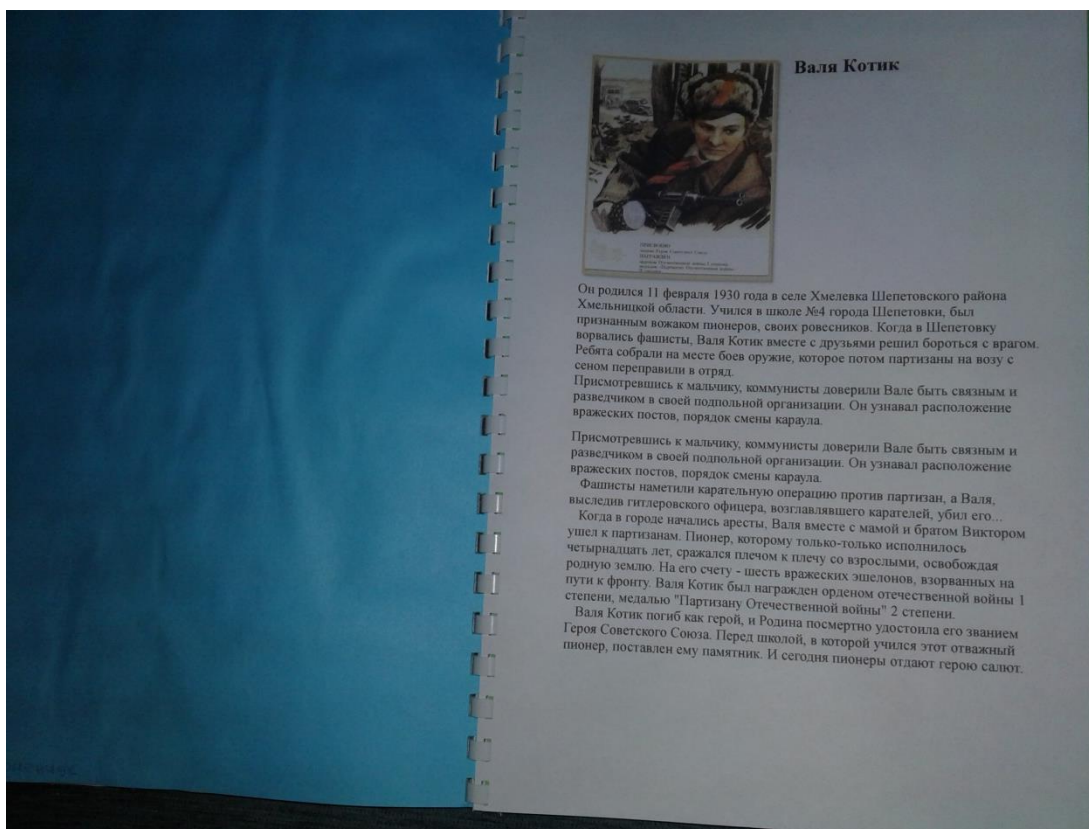 Валя Котик
Он родился 11 февраля 1930 года в селе Хмелевка Шепетовского района
Хмельницкой области. Учился в школе №4 города Шепетовки, был
признанным вожаком пионеров, своих ровесников. Когда в Шепетовку
ворвались фашисты, Валя Котик вместе с друзьями решил бороться с врагом.
Ребята собрали на месте боев оружие, которое потом партизаны на возу с
сеном переправили в отряд.
Присмотревшись к мальчику, коммунисты доверили Вале быть связным и
разведчиком в своей подпольной организации. Он узнавал расположение
вражеских постов, порядок смены караула.
Присмотревшись к мальчику, коммунисты доверили Вале быть связным и
разведчиком в своей подпольной организации. Он узнавал расположение
вражеских постов, порядок смены караула.
Фашисты наметили карательную операцию против партизан, а Валя,
выследив гитлеровского офицера, возглавлявшего карателей, убил его...
Когда в городе начались аресты, Валя вместе с мамой и братом Виктором
ушел к партизанам. Пионер, которому только-только исполнилось
четырнадцать лет, сражался плечом к плечу со взрослыми, освобождая
родную землю. На его счету - шесть вражеских эшелонов, взорванных на
пути к фронту. Валя Котик был награжден орденом отечественной войны 1
степени, медалью "Партизану Отечественной войны" 2 степени.
Валя Котик погиб как герой, и Родина посмертно удостоила его званием
Героя Советского Союза. Перед школой, в которой учился этот отважный
пионер, поставлен ему памятник. И сегодня пионеры отдают герою салют.